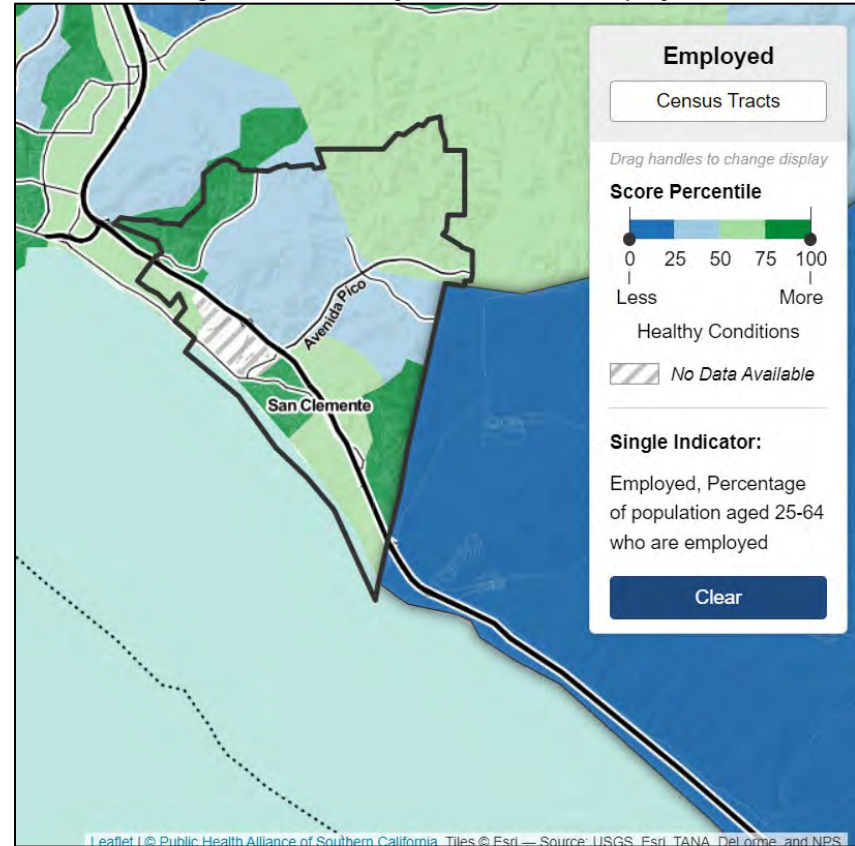 Employed
Census Tracts
Drag handles to change display
Score Percentile
0 25 50 75 100
Less More
Healthy Conditions
No Data Available
Single Indicator:
Employed, Percentage
of population aged 25-64
who are employed
Clear
Avenida Pico
San Clemente
Leaflet | © Public Health Alliance of Southern California, Tiles © Esri — Source: USGS, Esri, TANA, DeLorme, and NPS